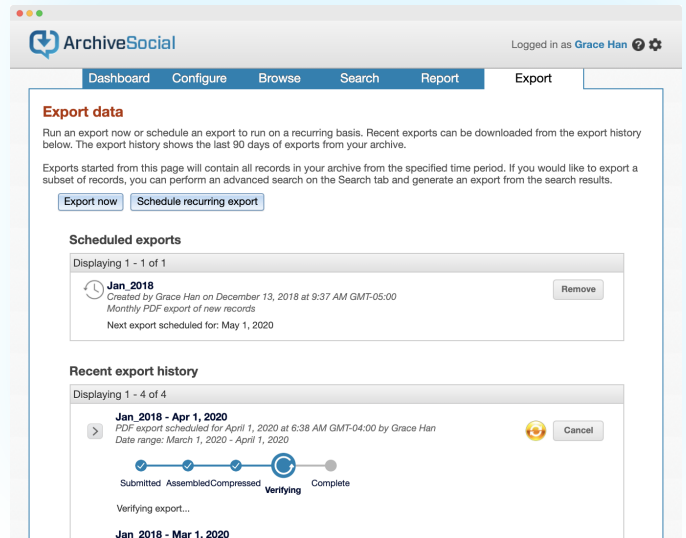 ArchiveSocial
Logged in as Grace Han
Dashboard Configure Browse Search Report Export
Export data
Run an export now or schedule an export to run on a recurring basis. Recent exports can be downloaded from the export history
below. The export history shows the last 90 days of exports from your archive.
Exports started from this page will contain all records in your archive from the specified time period. If you would like to export a
subset of records, you can perform an advanced search on the Search tab and generate an export from the search results.
Export now Schedule recurring export
Scheduled exports
Displaying 1 - 1 of 1
Jan_2018
Created by Grace Han on December 13, 2018 at 9:37 AM GMT-05:00
Monthly PDF export of new records
Next export scheduled for: May 1, 2020
Remove
Recent export history
Displaying 1 - 4 of 4
Jan_2018 - Apr 1, 2020
PDF export scheduled for April 1, 2020 at 6:38 AM GMT-04:00 by Grace Han
Date range: March 1, 2020 - April 1, 2020
Cancel
Submitted Assembled Compressed Verifying Complete
Verifying export...
Jan_2018 - Mar 1, 2020